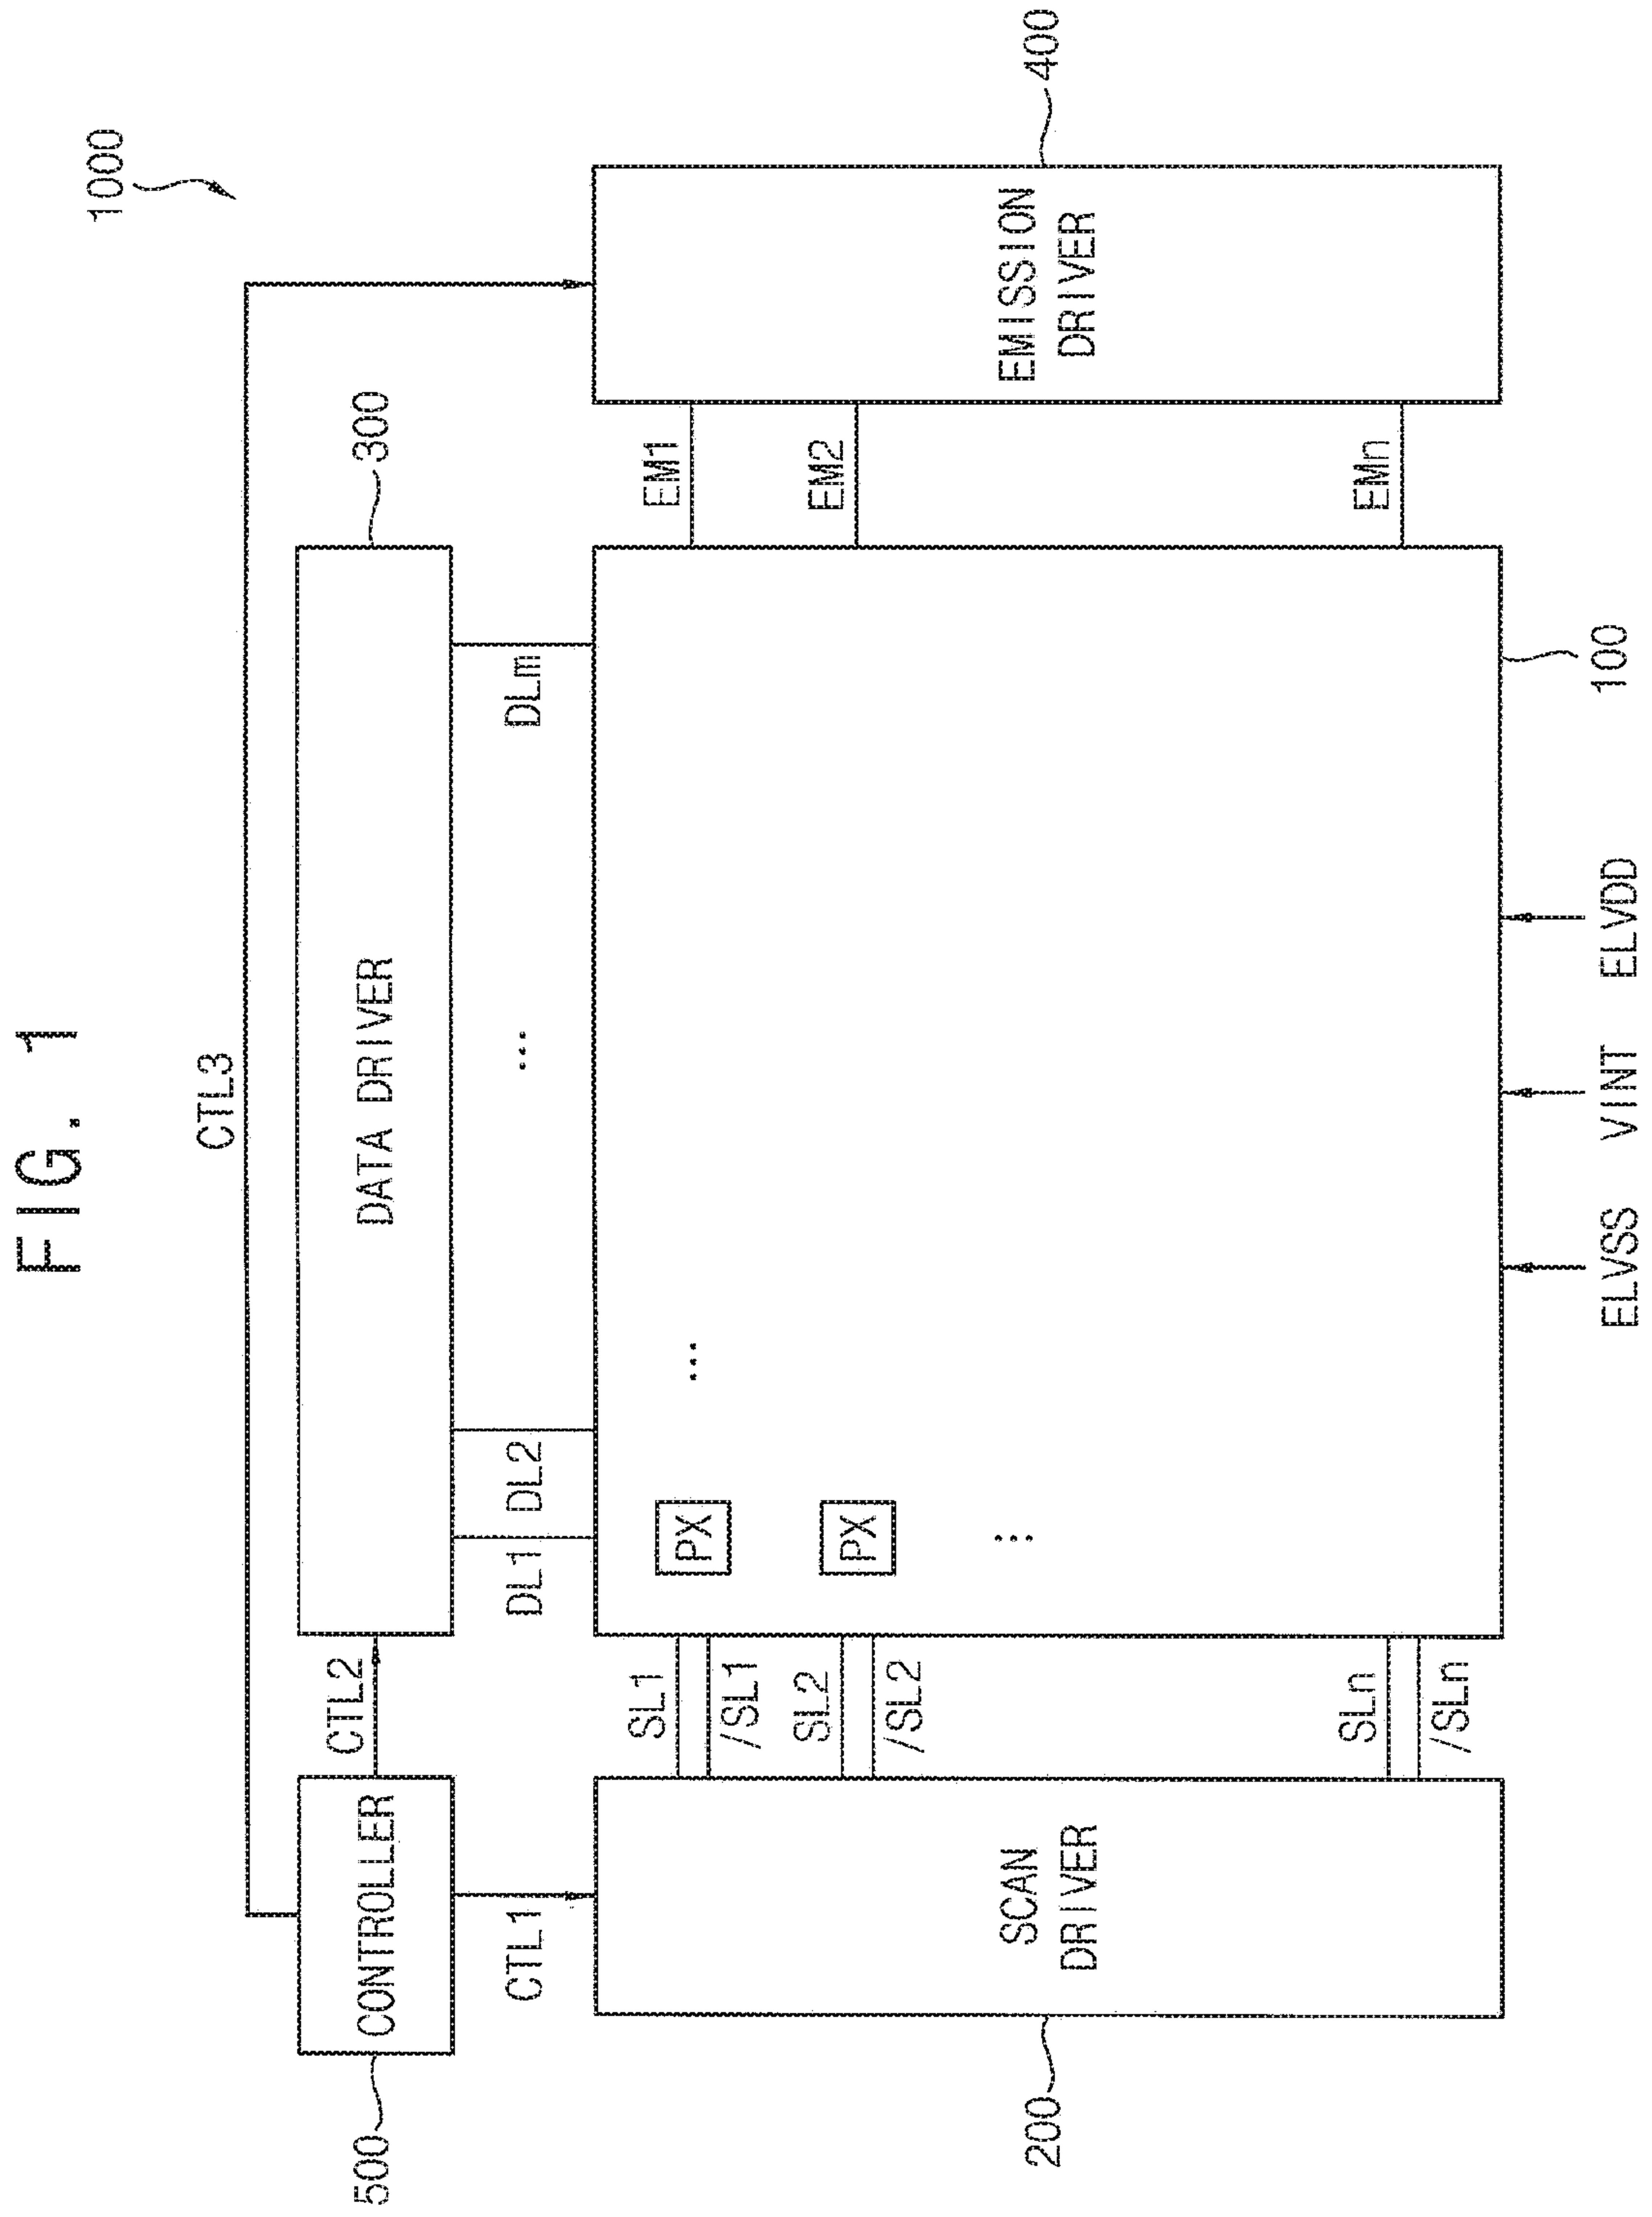 FIG. 1
1000
CTL3
500
CONTROLLER
CTL2
DATA DRIVER
300
CTL1
DL1
DL2
...
DLm
SL1
/SL1
PX
...
EM1
SL2
/SL2
PX
EM2
...
200
SCAN
DRIVER
EMISSION
DRIVER
400
SLn
/SLn
EMn
ELVSS
VINT
ELVDD
100